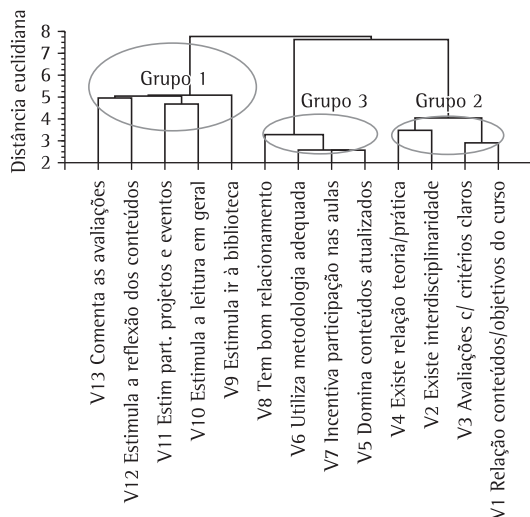 Distância euclidiana
8
7
6
5
4
3
2
Grupo 1
Grupo 3
Grupo 2
V13 Comenta as avaliações
V12 Estimula a reflexão dos conteúdos
V11 Estim part. projetos e eventos
V10 Estimula a leitura em geral
V9 Estimula ir à biblioteca
V8 Tem bom relacionamento
V6 Utiliza metodologia adequada
V7 Incentiva participação nas aulas
V5 Domina conteúdos atualizados
V4 Existe relação teoria/prática
V2 Existe interdisciplinaridade
V3 Avaliações c/ critérios claros
V1 Relação conteúdos/objetivos do curso